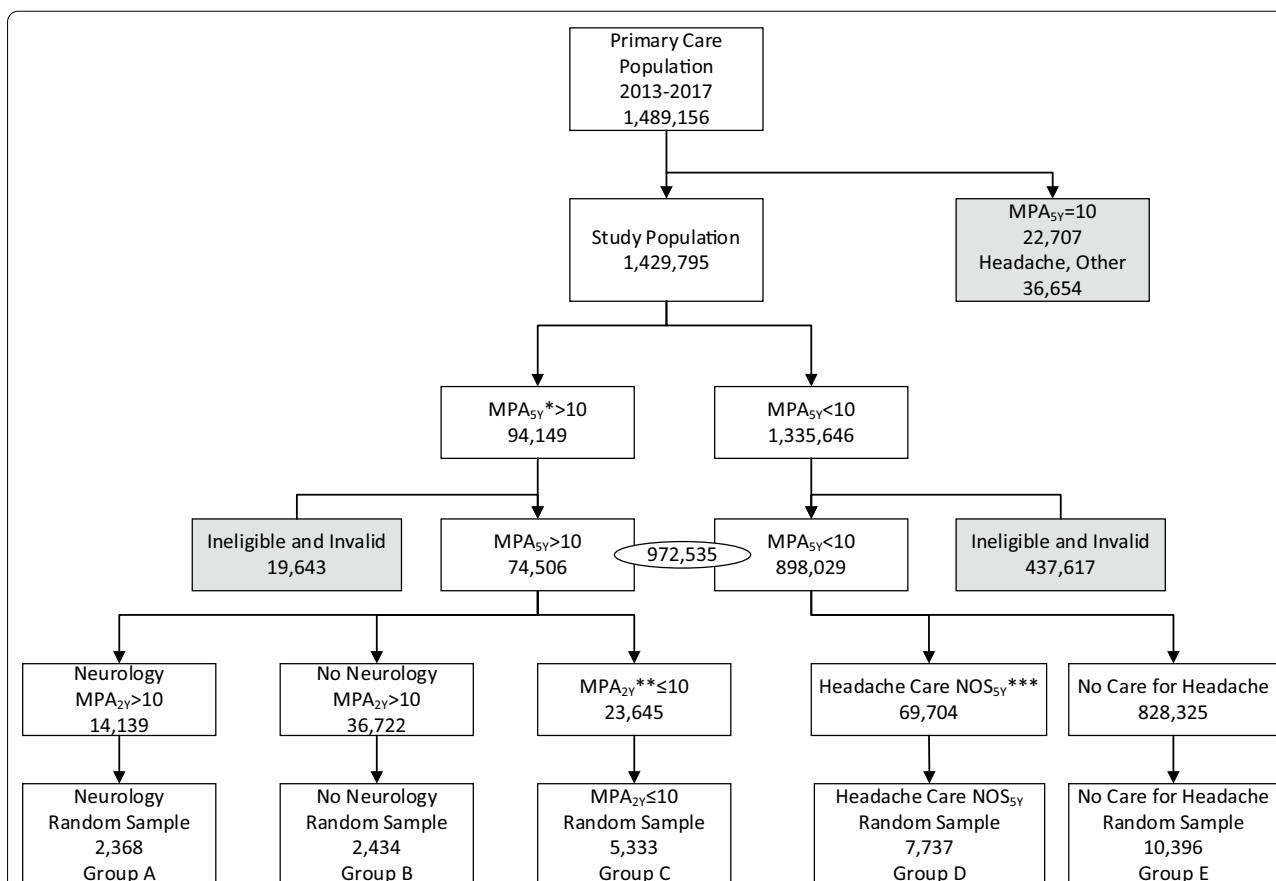 Primary Care
Population
2013-2017
1,489,156
Study Population
1,429,795
MPA₅Y=10
22,707
Headache, Other
36,654
MPA₅Y*>10
94,149
MPA₅Y<10
1,335,646
Ineligible and Invalid
19,643
MPA₅Y>10
74,506
972,535
MPA₅Y<10
898,029
Ineligible and Invalid
437,617
Neurology
MPA₂Y>10
14,139
No Neurology
MPA₂Y>10
36,722
MPA₂Y**≤10
23,645
Headache Care NOS₅Y***
69,704
No Care for Headache
828,325
Neurology
Random Sample
2,368
Group A
No Neurology
Random Sample
2,434
Group B
MPA₂Y≤10
Random Sample
5,333
Group C
Headache Care NOS₅Y
Random Sample
7,737
Group D
No Care for Headache
Random Sample
10,396
Group E